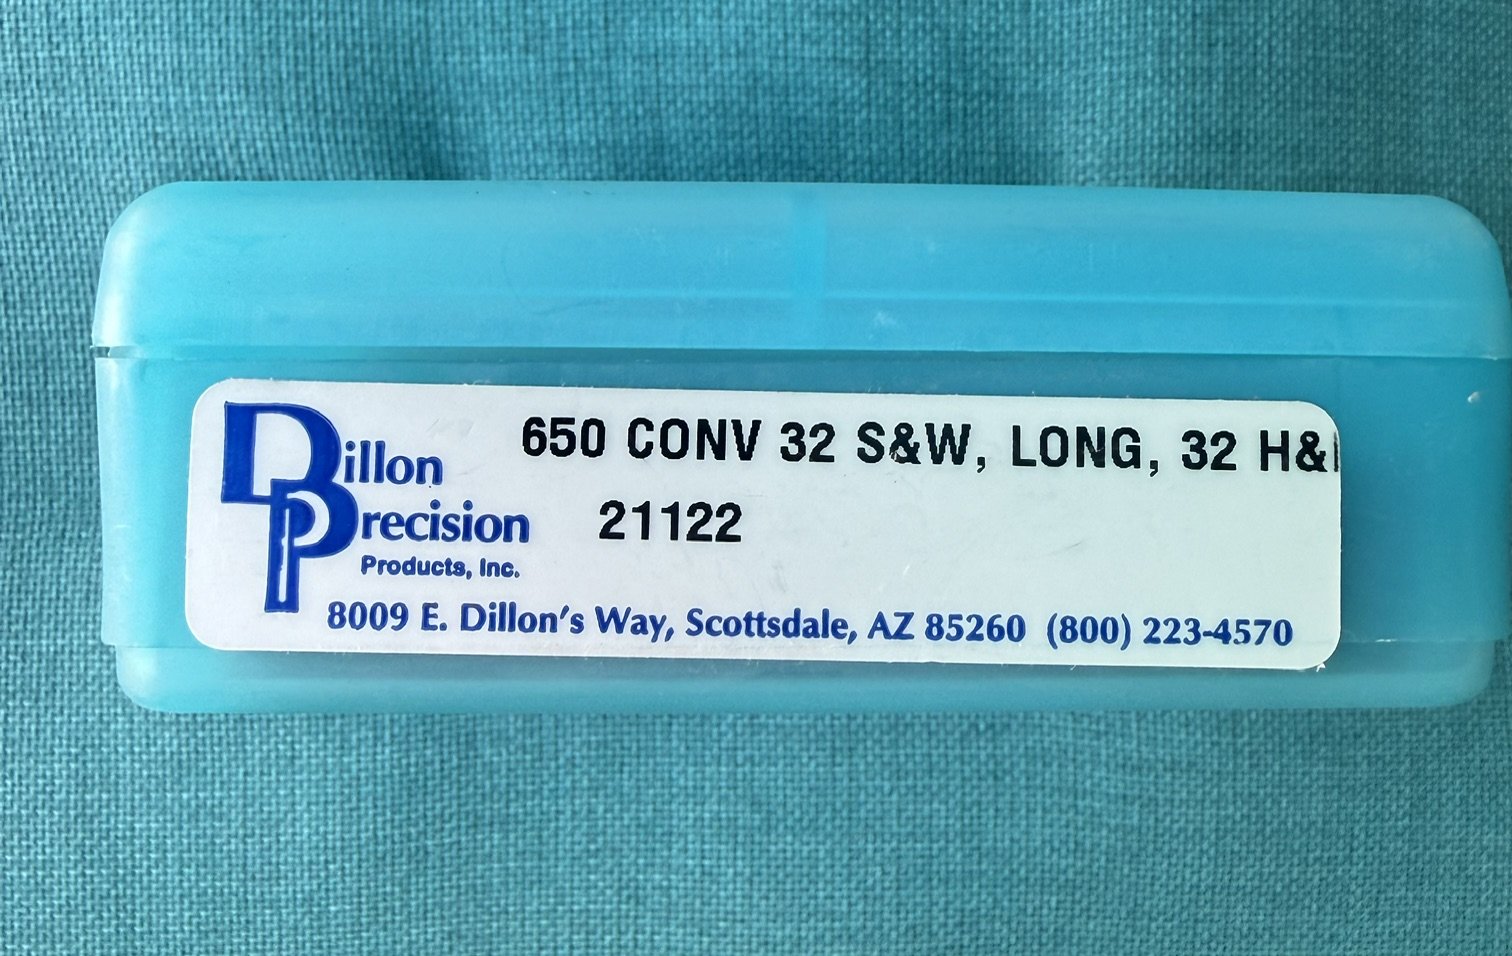 Dillon
Precision
Products, Inc.
650 CONV 32 S&W, LONG, 32 H&
21122
8009 E. Dillon's Way, Scottsdale, AZ 85260 (800) 223-4570